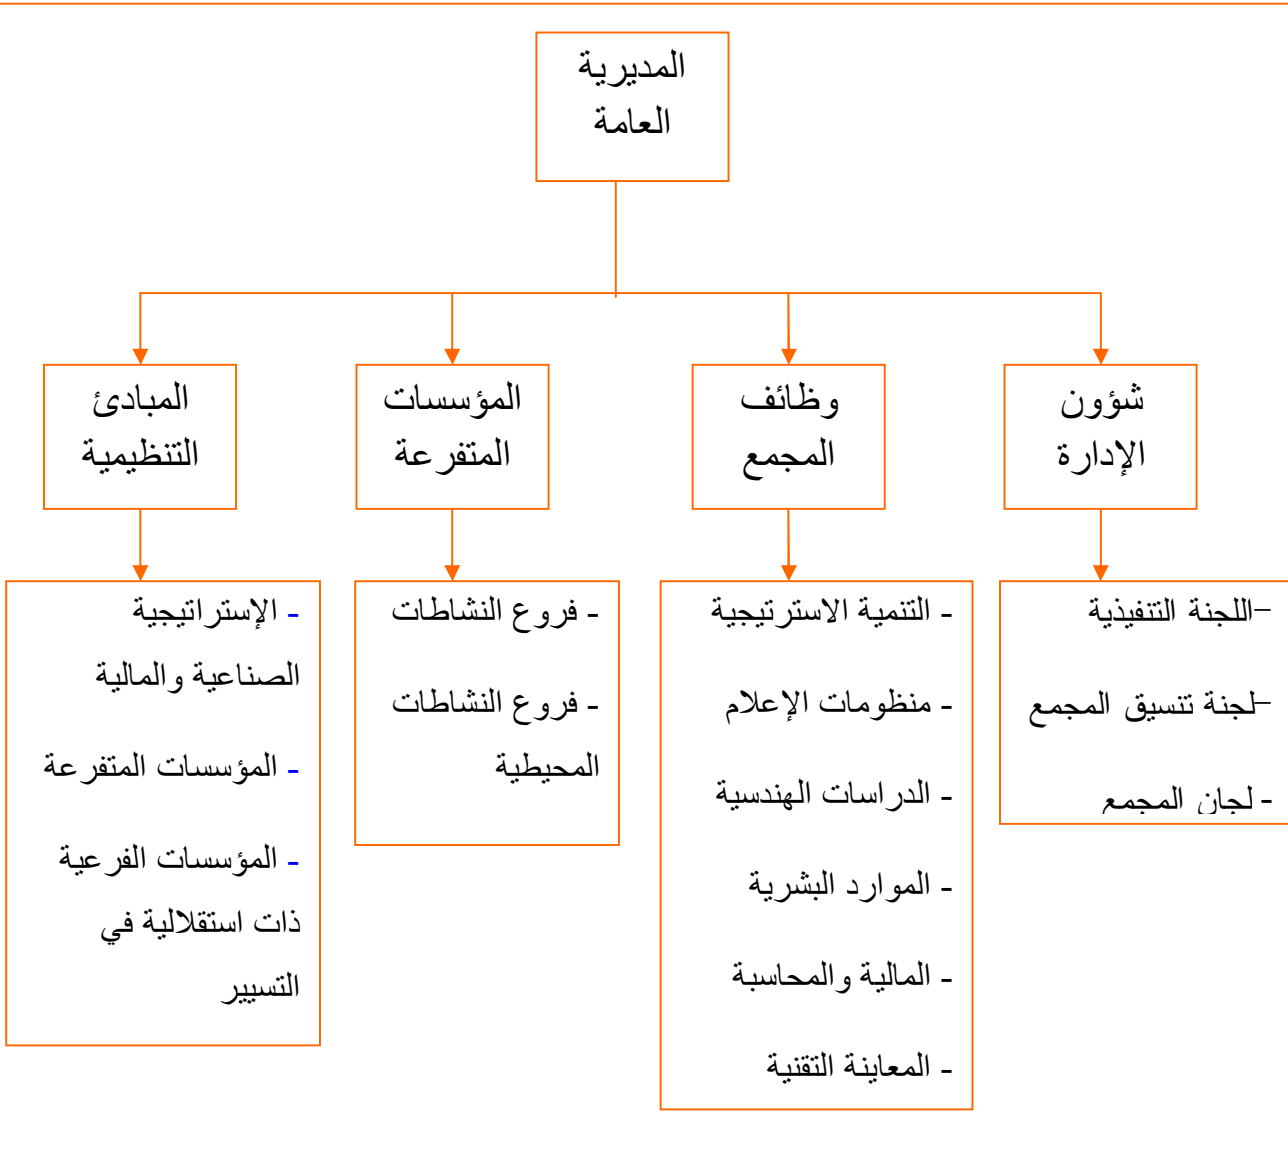 المديرية
العامة
شؤون
الإدارة
وظائف
المجمع
المؤسسات
المتفرعة
المبادئ
التنظيمية
–اللجنة التنفيذية
–لجنة تنسيق المجمع
- لجان المجمع
- التنمية الاسترتيجية
- منظومات الإعلام
- الدراسات الهندسية
- الموارد البشرية
- المالية والمحاسبة
- المعاينة التقنية
- فروع النشاطات
- فروع النشاطات
المحيطية
- الإستراتيجية
الصناعية والمالية
- المؤسسات المتفرعة
- المؤسسات الفرعية
ذات استقلالية في
التسيير